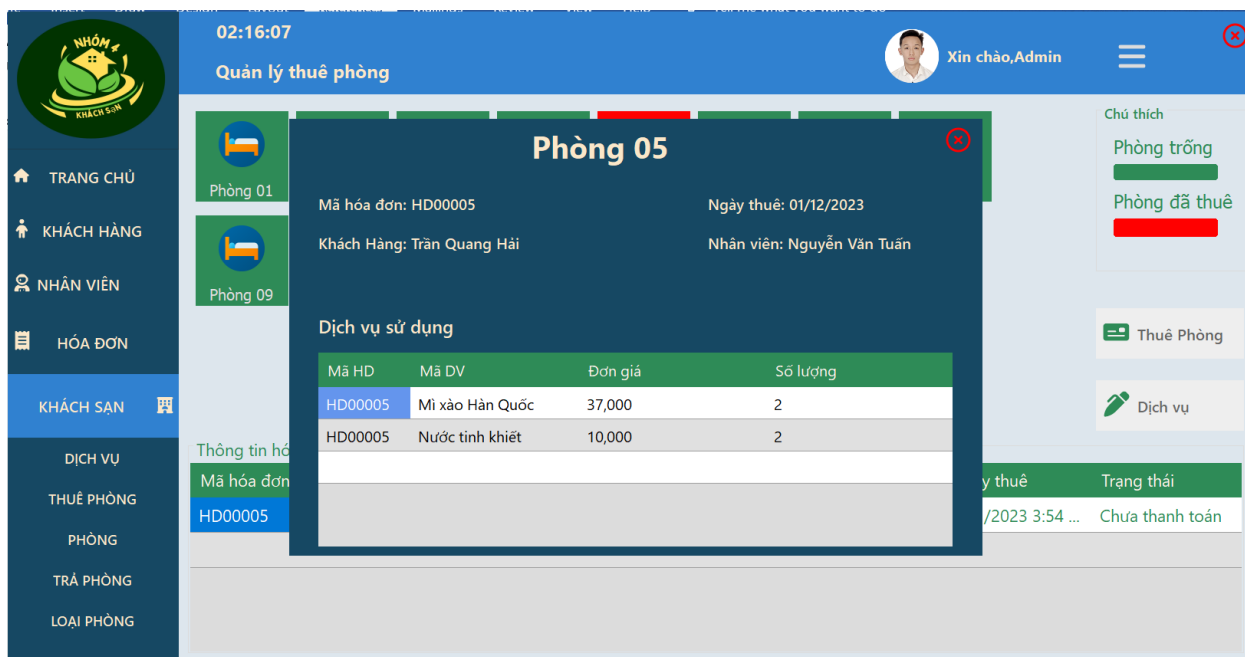 NHÓM 4
KHÁCH SẠN
02:16:07
Quản lý thuê phòng
Xin chào,Admin
TRANG CHỦ
KHÁCH HÀNG
NHÂN VIÊN
HÓA ĐƠN
KHÁCH SẠN
DỊCH VỤ
THUÊ PHÒNG
PHÒNG
TRẢ PHÒNG
LOẠI PHÒNG
Phòng 01
Phòng 09
Phòng 05
Mã hóa đơn: HD00005
Ngày thuê: 01/12/2023
Khách Hàng: Trần Quang Hải
Nhân viên: Nguyễn Văn Tuấn
Dịch vụ sử dụng
Mã HD Mã DV Đơn giá Số lượng
HD00005 Mì xào Hàn Quốc 37,000 2
HD00005 Nước tinh khiết 10,000 2
Chú thích
Phòng trống
Phòng đã thuê
Thuê Phòng
Dịch vụ
Thông tin hó
Mã hóa đơn y thuê Trạng thái
HD00005 /2023 3:54 ... Chưa thanh toán